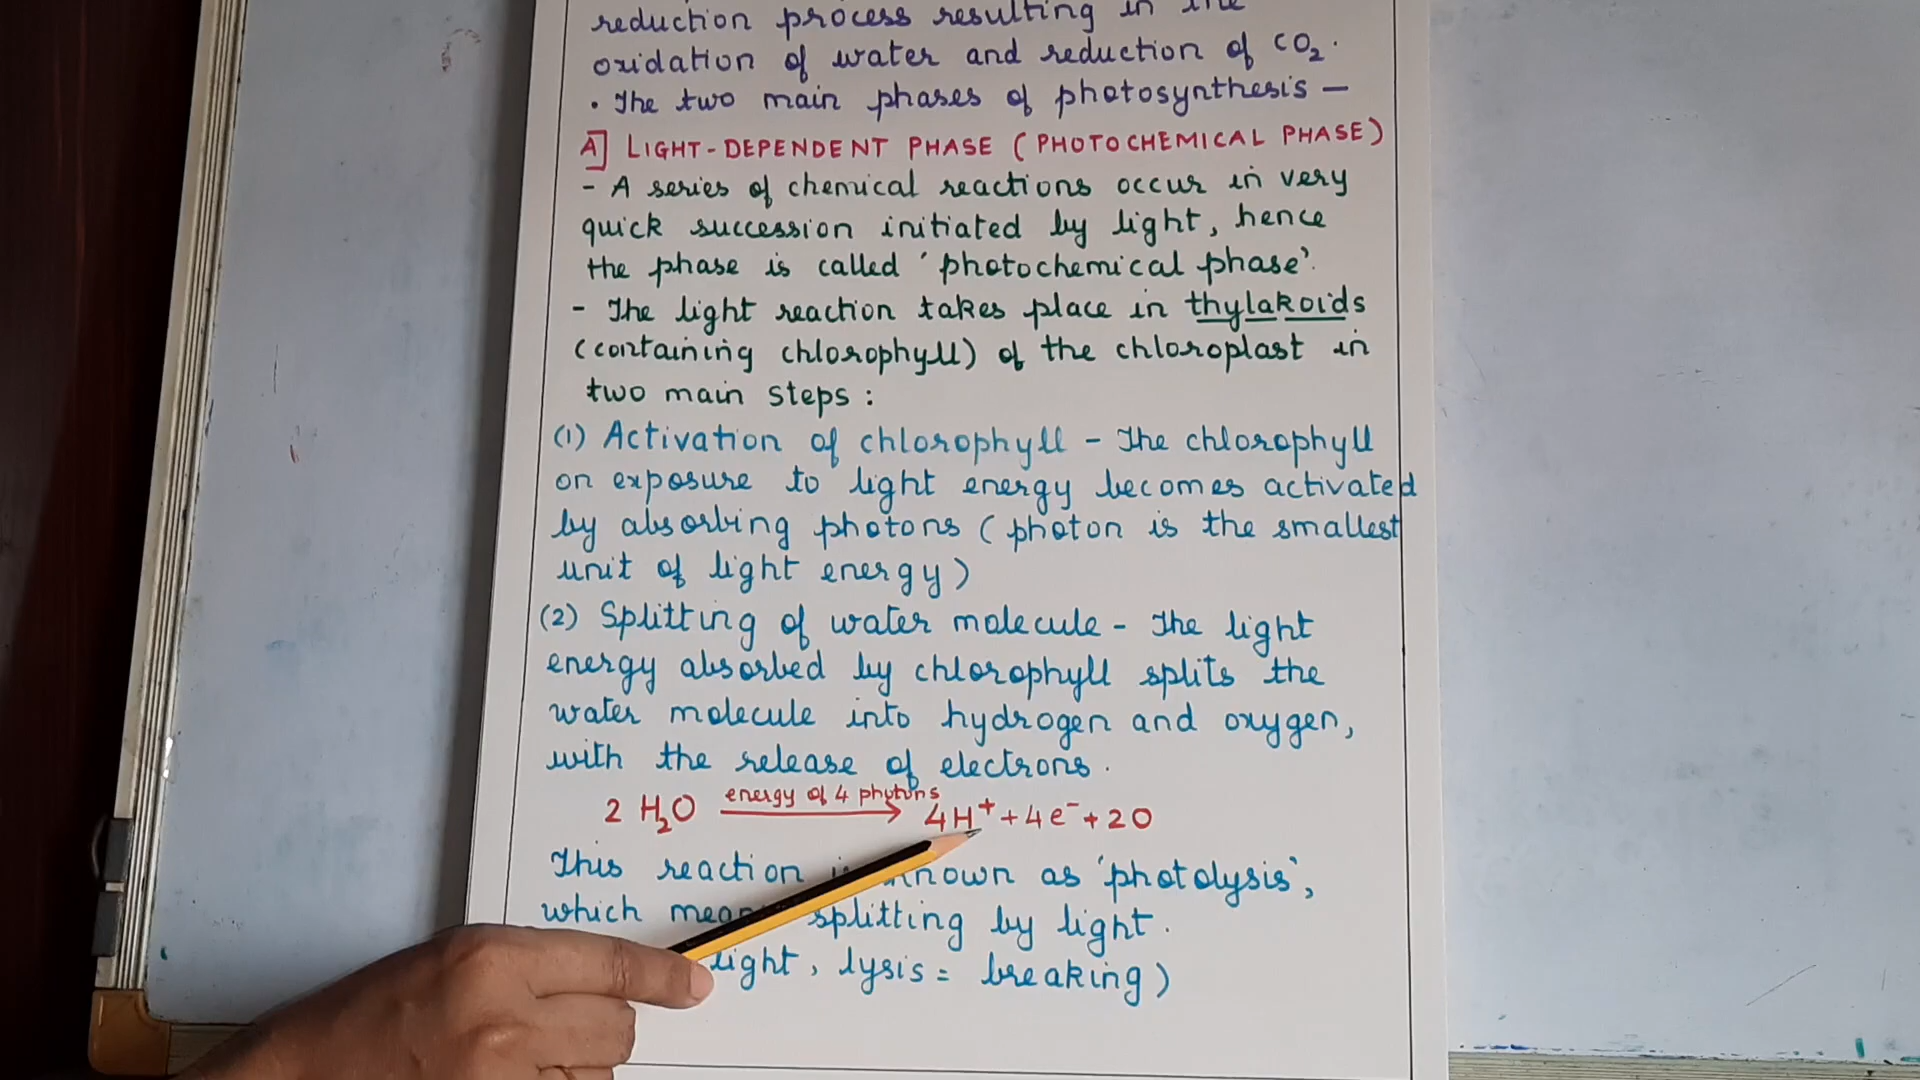 reduction process resulting in the
oxidation of water and reduction of CO₂.
• The two main phases of photosynthesis –
A] LIGHT-DEPENDENT PHASE (PHOTOCHEMICAL PHASE)
- A series of chemical reactions occur in very
quick succession initiated by light, hence
the phase is called 'photochemical phase'.
- The light reaction takes place in thylakoids
(containing chlorophyll) of the chloroplast in
two main steps :
(1) Activation of chlorophyll - The chlorophyll
on exposure to light energy becomes activated
by absorbing photons (photon is the smallest
unit of light energy)
(2) Splitting of water molecule - The light
energy absorbed by chlorophyll splits the
water molecule into hydrogen and oxygen,
with the release of electrons.
energy of 4 photons
2 H₂O → 4H⁺ + 4e⁻ + 2O
This reaction known as 'photolysis',
which splitting by light.
light, lysis = breaking)